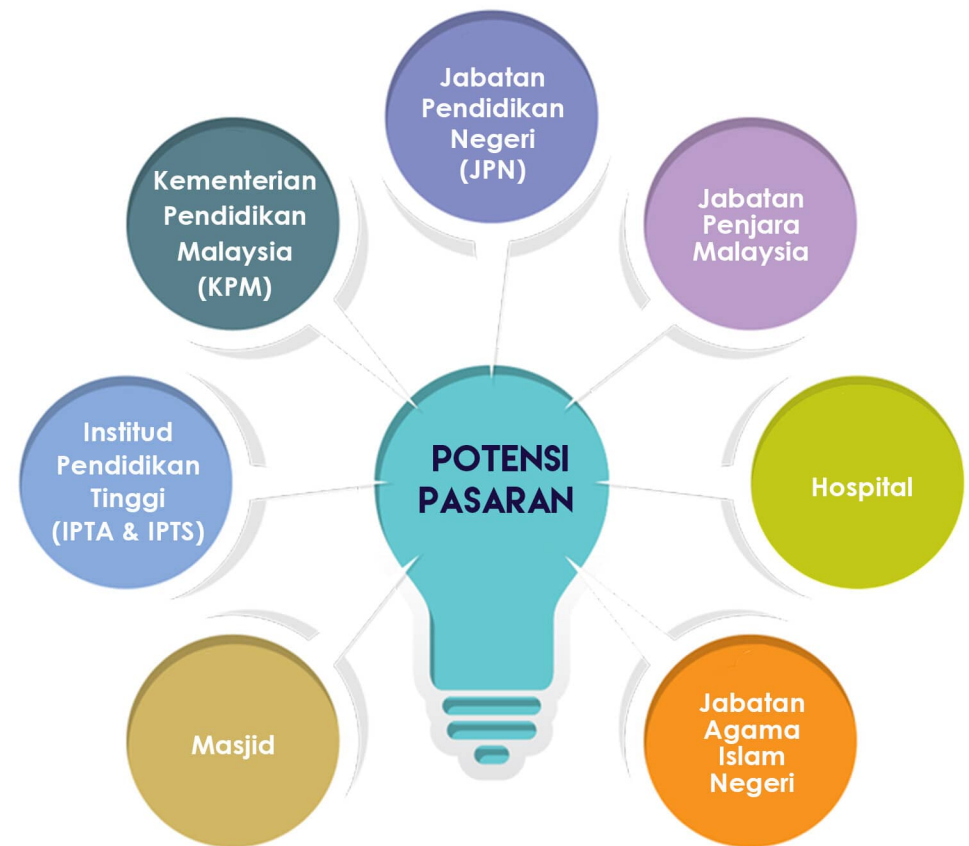 Jabatan
Pendidikan
Negeri
(JPN)
Kementerian
Pendidikan
Malaysia
(KPM)
Jabatan
Penjara
Malaysia
Institud
Pendidikan
Tinggi
(IPTA & IPTS)
POTENSI
PASARAN
Hospital
Masjid
Jabatan
Agama
Islam
Negeri